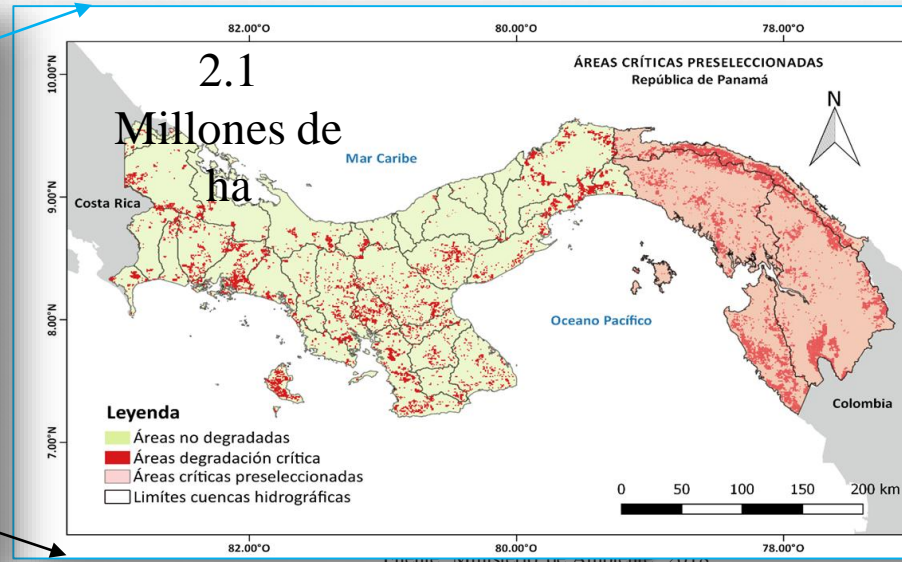 82.00°O 80.00°O 78.00°O
10.00°N
9.00°N
8.00°N
7.00°N
2.1
Millones de
ha
ÁREAS CRÍTICAS PRESELECCIONADAS
República de Panamá
N
Mar Caribe
Costa Rica
Oceano Pacífico
Colombia
Leyenda
Áreas no degradadas
Áreas degradación crítica
Áreas críticas preseleccionadas
Limítes cuencas hidrográficas
0 50 100 150 200 km
82.00°O 80.00°O 78.00°O